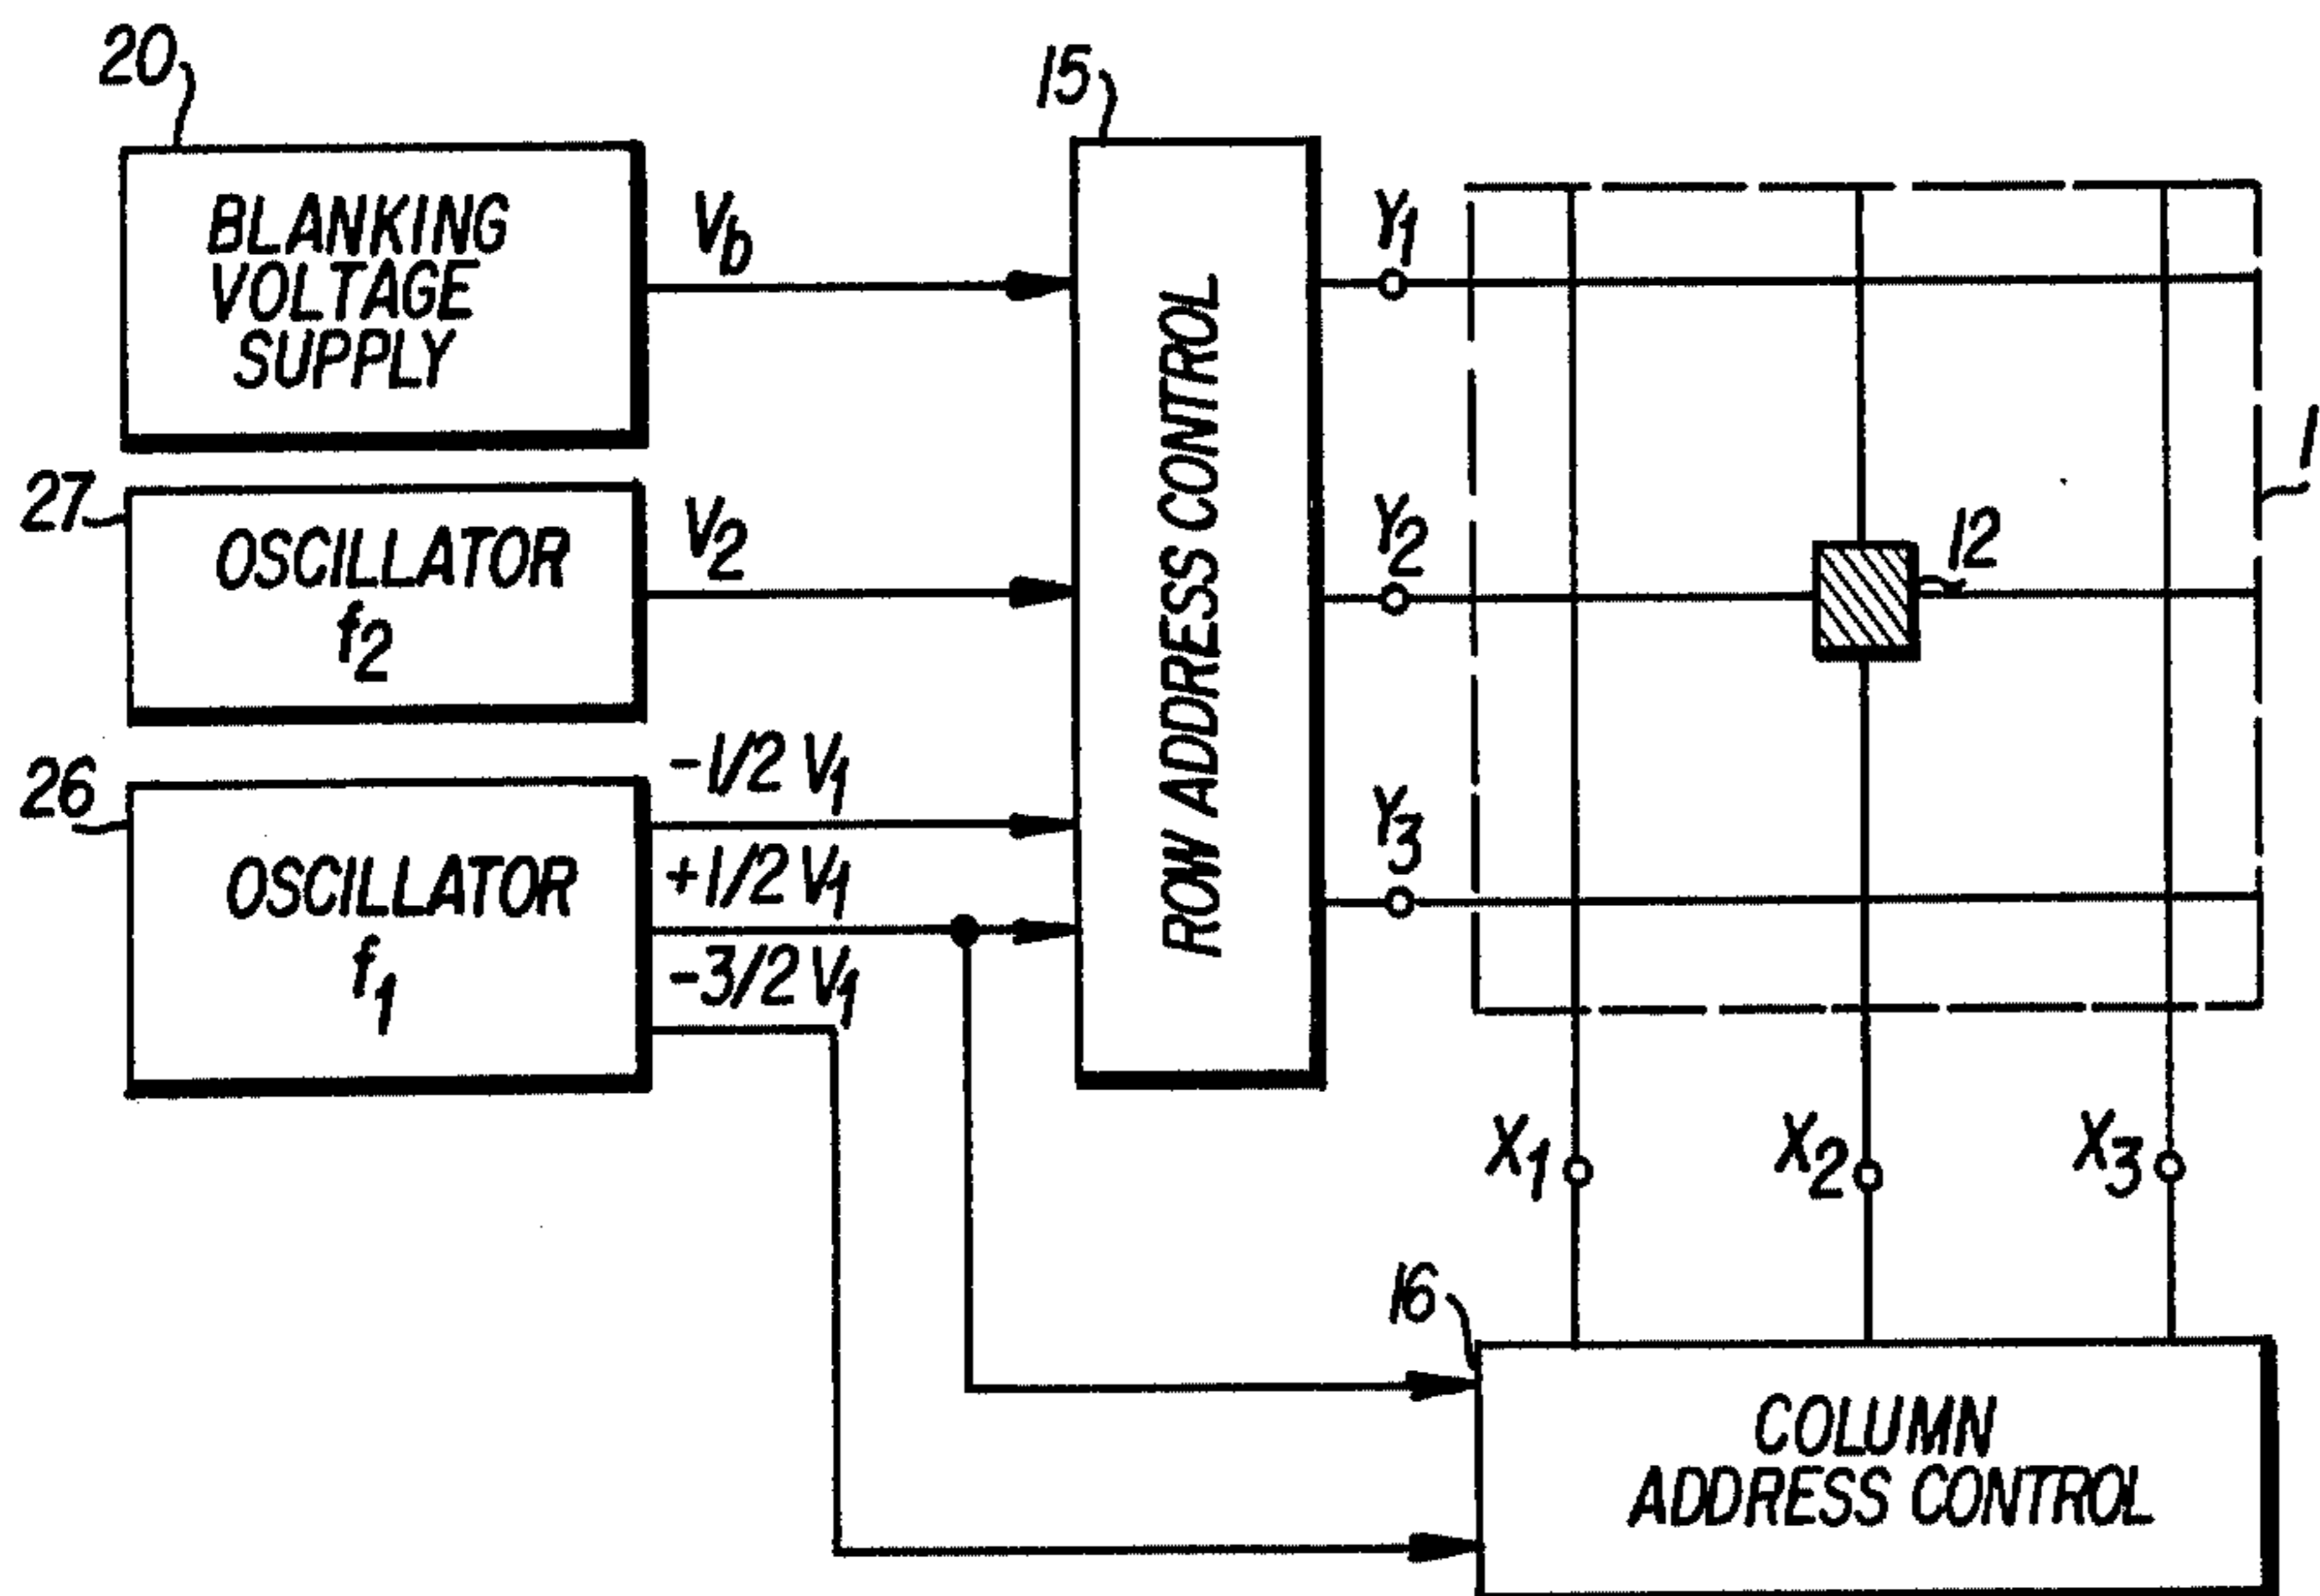 20
BLANKING
VOLTAGE
SUPPLY
Vb
15
ROW ADDRESS CONTROL
Y1
27
OSCILLATOR
f2
V2
Y2
12
1
26
OSCILLATOR
f1
-1/2 V1
+1/2 V1
-3/2 V1
Y3
X1
X2
X3
16
COLUMN
ADDRESS CONTROL